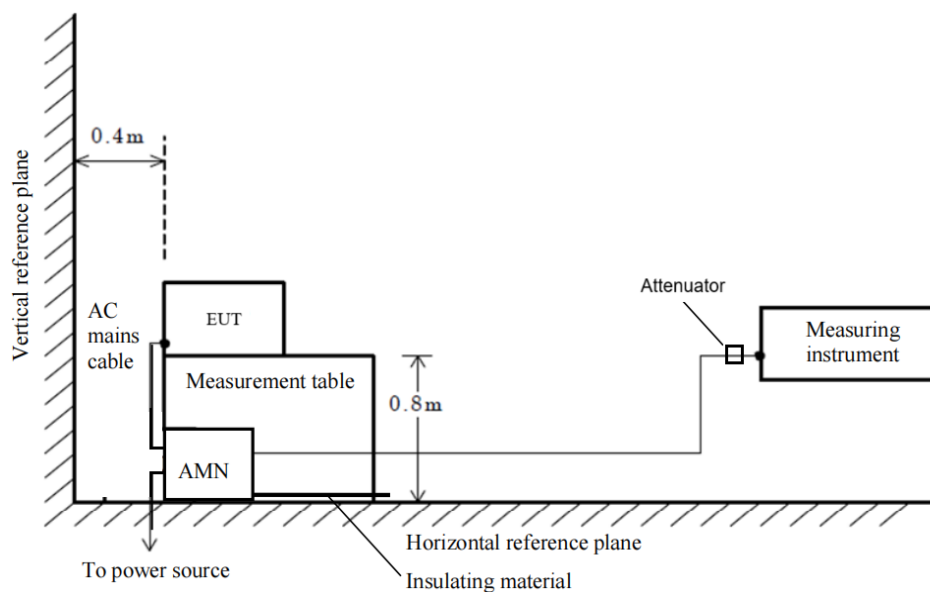 Vertical reference plane
0.4m
AC
mains
cable
EUT
Measurement table
0.8m
AMN
Attenuator
Measuring
instrument
Horizontal reference plane
To power source
Insulating material